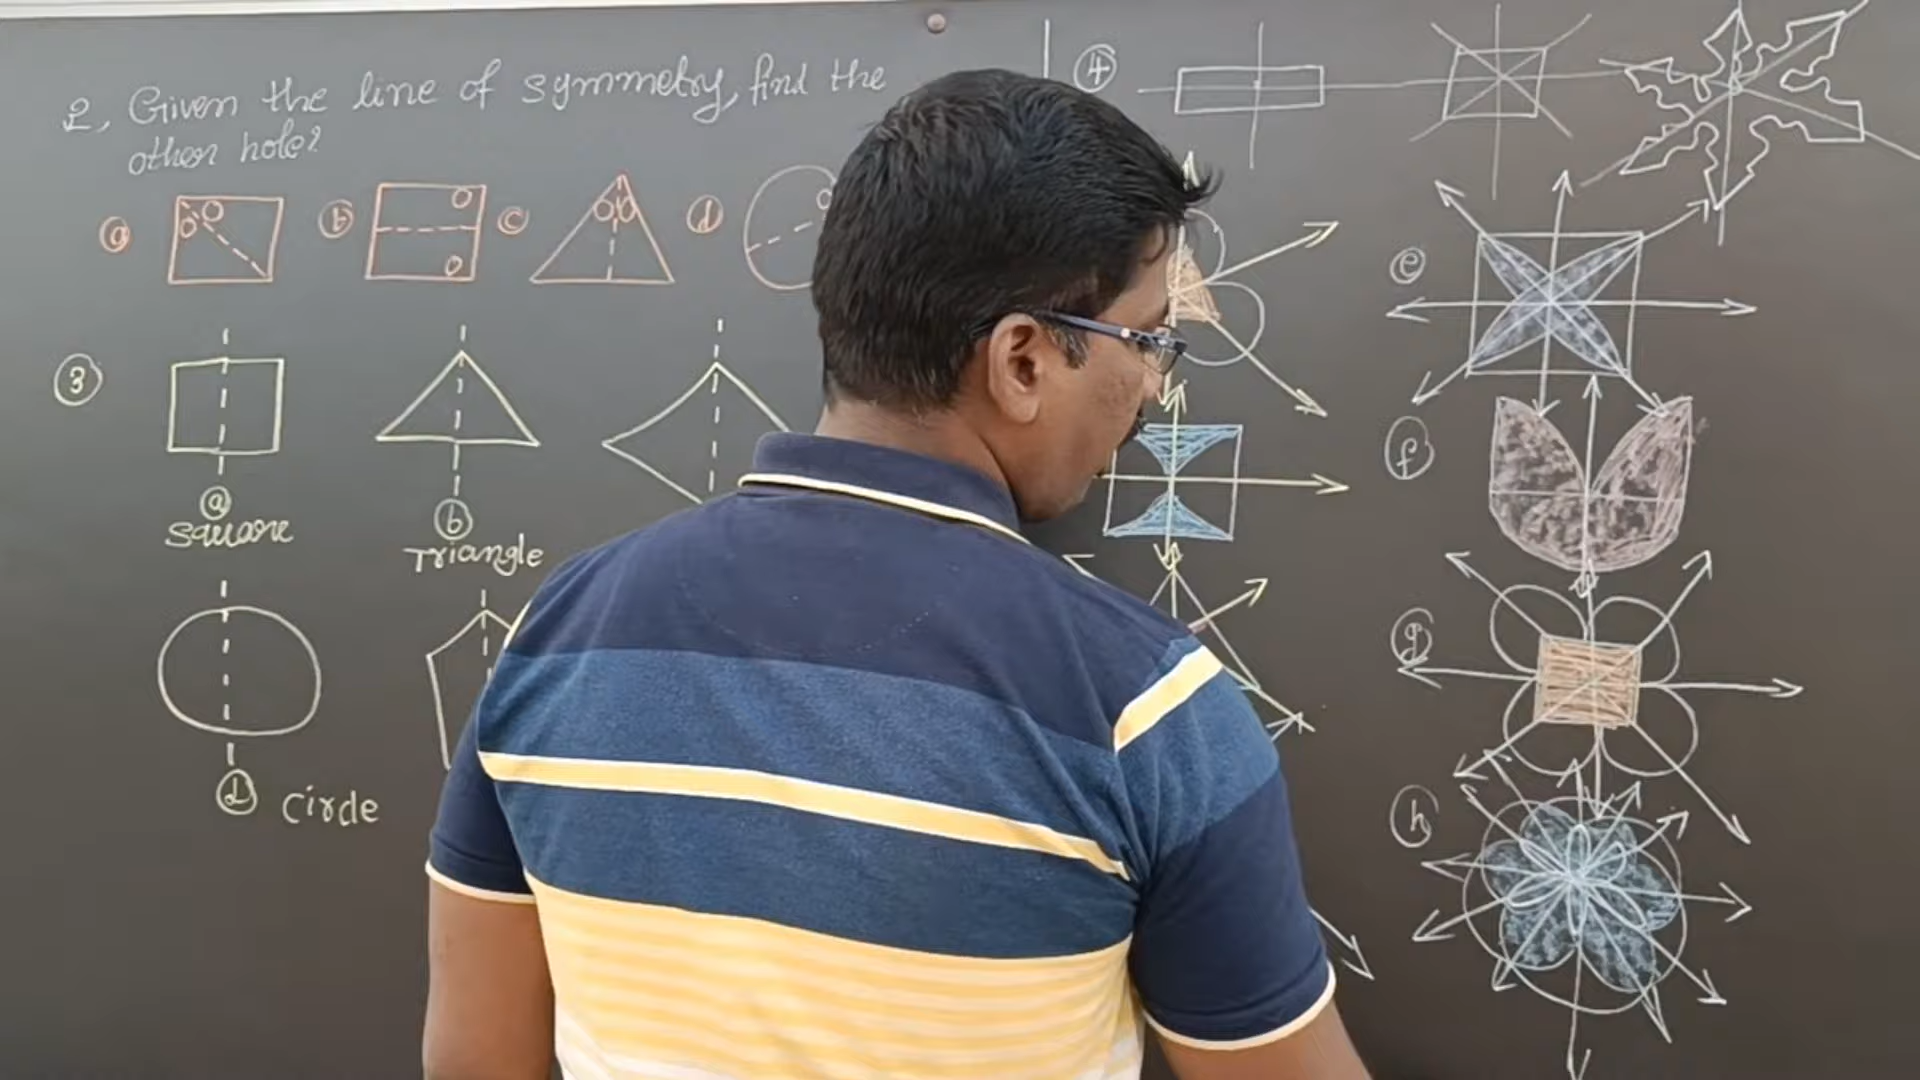 2, Given the line of symmetry, find the
other hole?
a b c d
3
a b
Square Triangle
d Circle
4
e
f
g
h